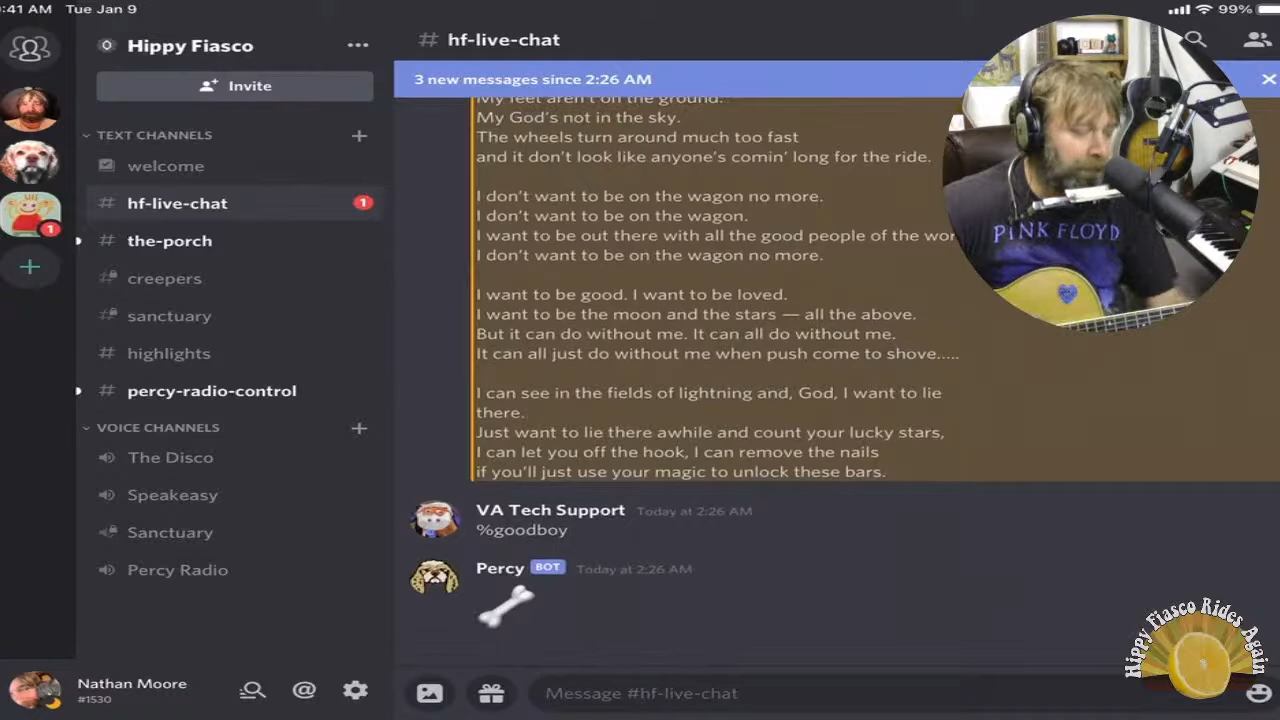 :41 AM Tue Jan 9
99%
Hippy Fiasco
Invite
TEXT CHANNELS
welcome
hf-live-chat
1
the-porch
1
creepers
sanctuary
highlights
percy-radio-control
VOICE CHANNELS
The Disco
Speakeasy
Sanctuary
Percy Radio
Nathan Moore
#1530
# hf-live-chat
3 new messages since 2:26 AM
My feet aren't on the ground.
My God's not in the sky.
The wheels turn around much too fast
and it don't look like anyone's comin' long for the ride.
I don't want to be on the wagon no more.
I don't want to be on the wagon.
I want to be out there with all the good people of the wor
I don't want to be on the wagon no more.
I want to be good. I want to be loved.
I want to be the moon and the stars — all the above.
But it can do without me. It can all do without me.
It can all just do without me when push come to shove.....
I can see in the fields of lightning and, God, I want to lie
there.
Just want to lie there awhile and count your lucky stars,
I can let you off the hook, I can remove the nails
if you'll just use your magic to unlock these bars.
VA Tech Support Today at 2:26 AM
%goodboy
Percy BOT Today at 2:26 AM
Message #hf-live-chat
PINK FLOYD
Hippy Fiasco Rides Again